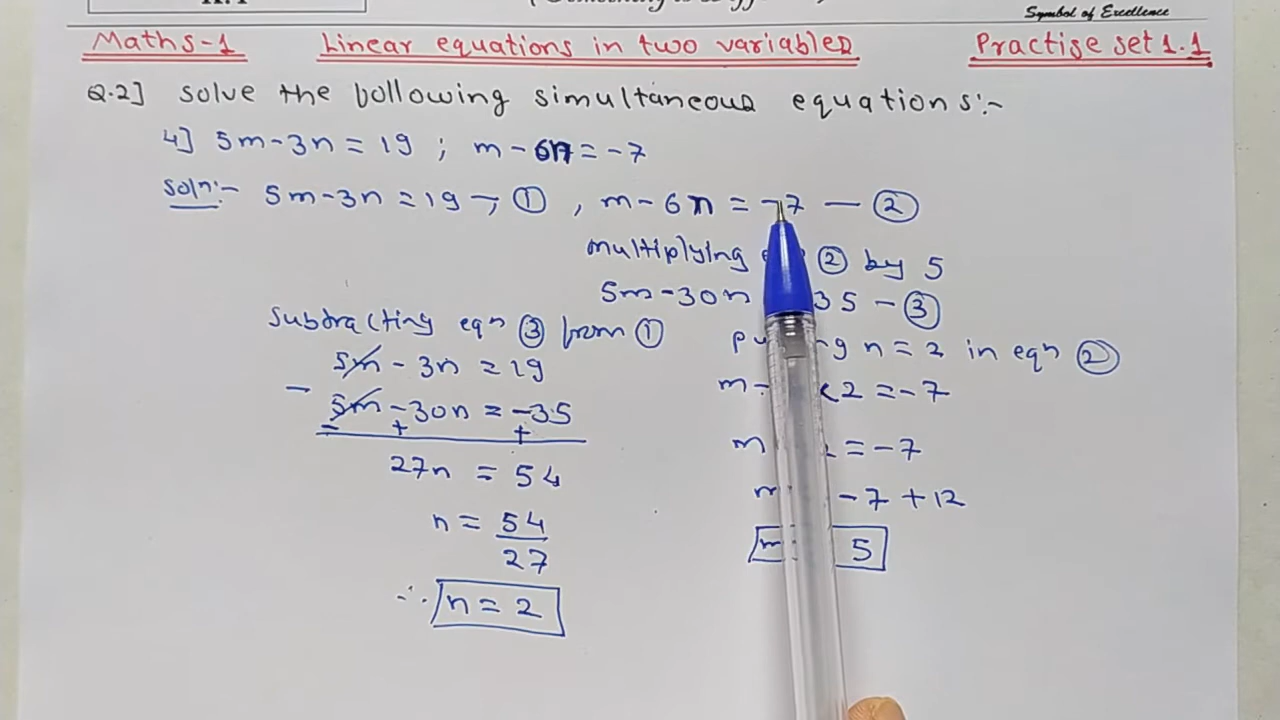 Symbol of Excellence
Maths-1 Linear equations in two variables Practise set 1.1
Q.2] solve the following simultaneous equations:-
4] 5m-3n = 19 ; m - 6n = -7
Soln:- 5m-3n = 19 → ① , m - 6n = -7 — ②
multiplying ② by 5
5m-30n 35 - ③
Subtracting eqn ③ from ①
5m - 3n = 19
- 5m - 30n = -35
- + +
27n = 54
n = 54
27
∴ n = 2
n = 2 in eqn ②
m- 2 = -7
m = -7
m -7 + 12
m 5